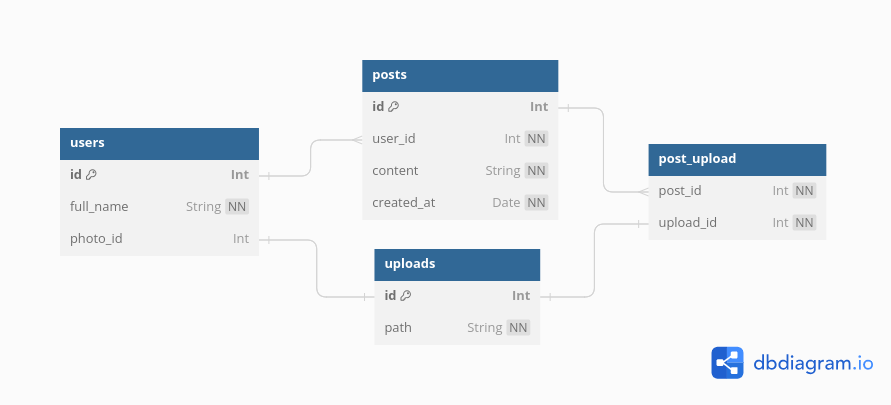 users
id Int
full_name String NN
photo_id Int
posts
id Int
user_id Int NN
content String NN
created_at Date NN
uploads
id Int
path String NN
post_upload
post_id Int NN
upload_id Int NN
dbdiagram.io